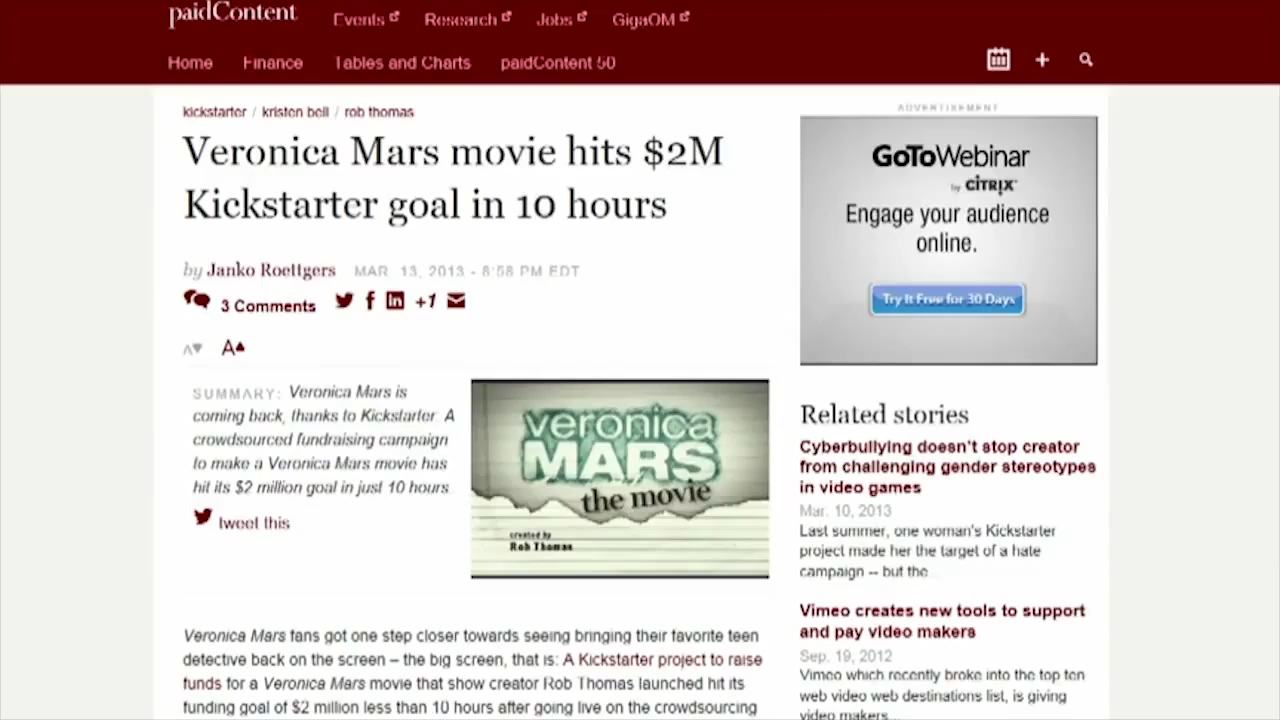 paidContent
Events Research Jobs GigaOM
Home Finance Tables and Charts paidContent 50
kickstarter / kristen bell / rob thomas
Veronica Mars movie hits $2M
Kickstarter goal in 10 hours
by Janko Roettgers MAR. 13, 2013 - 8:58 PM EDT
3 Comments +1
A A
SUMMARY: Veronica Mars is
coming back, thanks to Kickstarter. A
crowdsourced fundraising campaign
to make a Veronica Mars movie has
hit its $2 million goal in just 10 hours.
tweet this
veronica
MARS
the movie
created by
Rob Thomas
Veronica Mars fans got one step closer towards seeing bringing their favorite teen
detective back on the screen – the big screen, that is: A Kickstarter project to raise
funds for a Veronica Mars movie that show creator Rob Thomas launched hit its
funding goal of $2 million less than 10 hours after going live on the crowdsourcing
ADVERTISEMENT
GoToWebinar
by CITRIX
Engage your audience
online.
Try It Free for 30 Days
Related stories
Cyberbullying doesn't stop creator
from challenging gender stereotypes
in video games
Mar. 10, 2013
Last summer, one woman's Kickstarter
project made her the target of a hate
campaign -- but the...
Vimeo creates new tools to support
and pay video makers
Sep. 19, 2012
Vimeo which recently broke into the top ten
web video web destinations list, is giving
video makers...